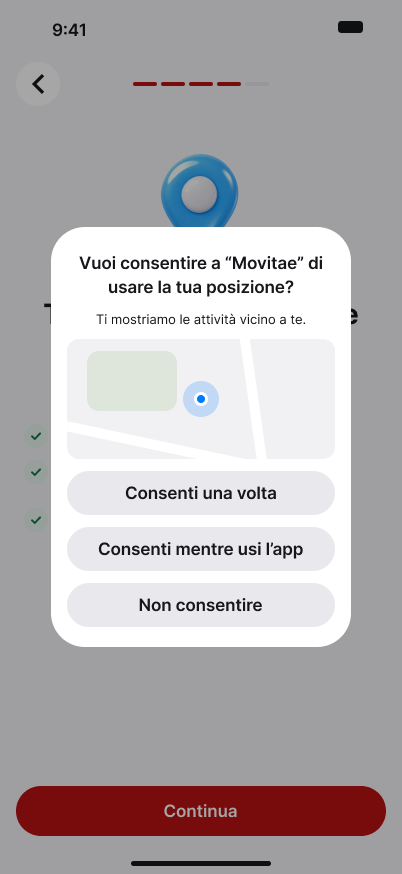 9:41
Vuoi consentire a “Movitae” di
usare la tua posizione?
Ti mostriamo le attività vicino a te.
Consenti una volta
Consenti mentre usi l’app
Non consentire
Continua